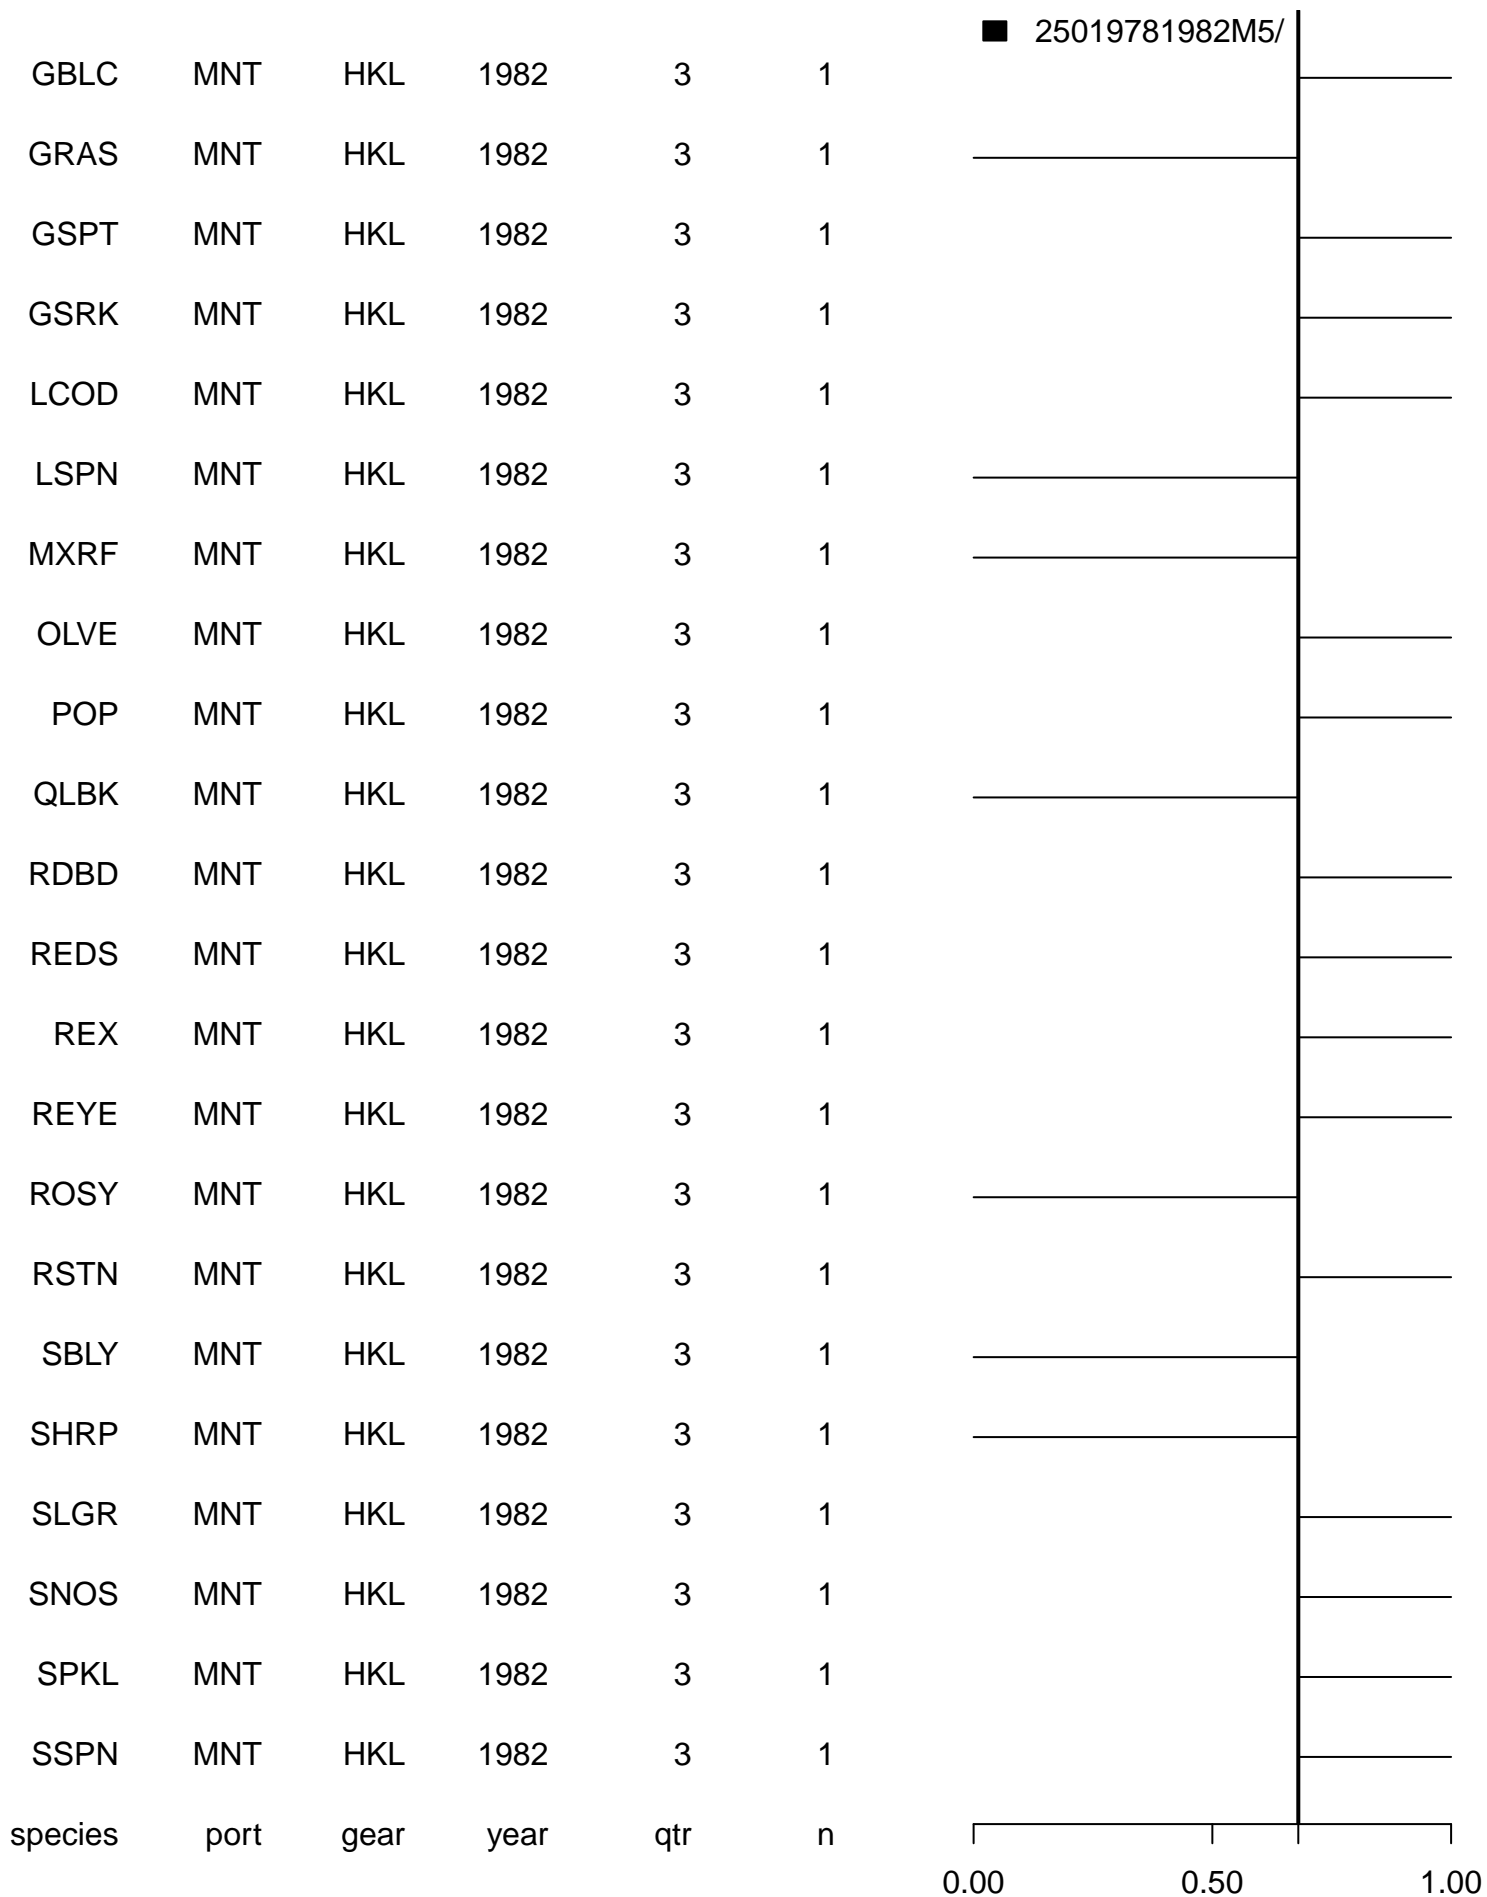 25019781982M5/
GBLC MNT HKL 1982 3 1
GRAS MNT HKL 1982 3 1
GSPT MNT HKL 1982 3 1
GSRK MNT HKL 1982 3 1
LCOD MNT HKL 1982 3 1
LSPN MNT HKL 1982 3 1
MXRF MNT HKL 1982 3 1
OLVE MNT HKL 1982 3 1
POP MNT HKL 1982 3 1
QLBK MNT HKL 1982 3 1
RDBD MNT HKL 1982 3 1
REDS MNT HKL 1982 3 1
REX MNT HKL 1982 3 1
REYE MNT HKL 1982 3 1
ROSY MNT HKL 1982 3 1
RSTN MNT HKL 1982 3 1
SBLY MNT HKL 1982 3 1
SHRP MNT HKL 1982 3 1
SLGR MNT HKL 1982 3 1
SNOS MNT HKL 1982 3 1
SPKL MNT HKL 1982 3 1
SSPN MNT HKL 1982 3 1
species port gear year qtr n
0.00 0.50 1.00